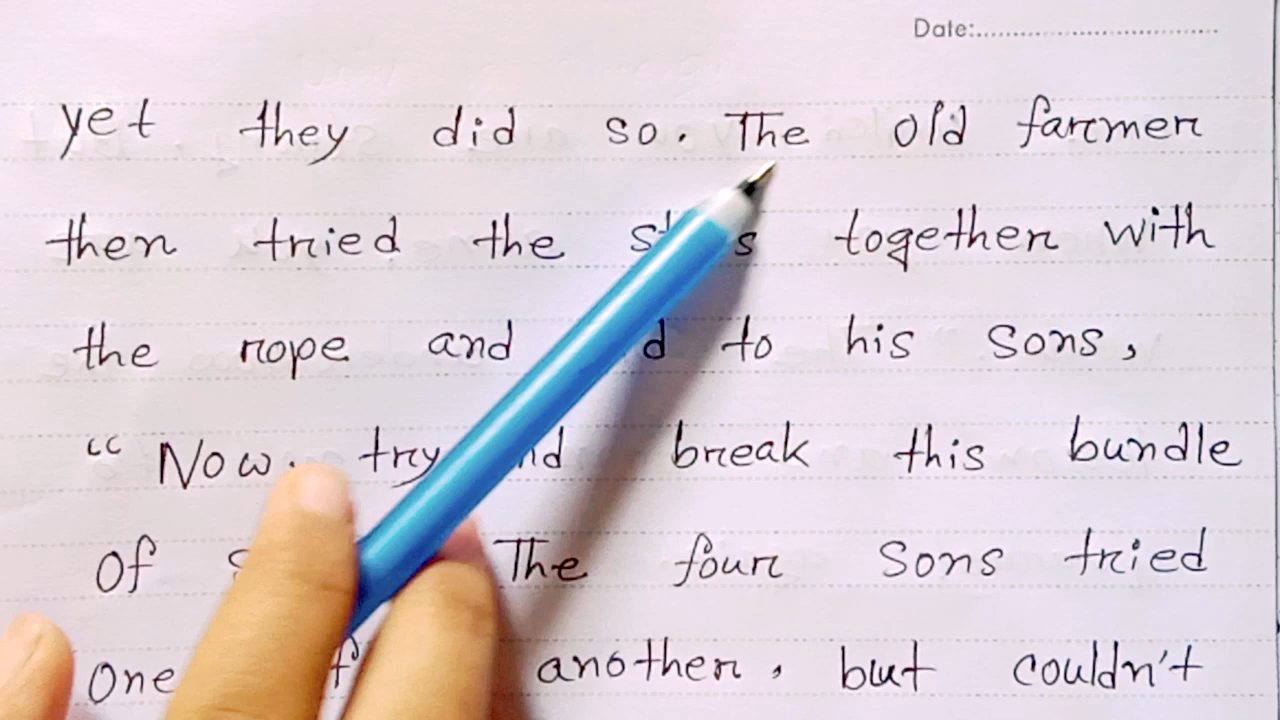 Date:
yet they did so. The old farmer
then tried the together with
the rope and to his sons,
"Now. try break this bundle
of The four sons tried
one another, but couldn't